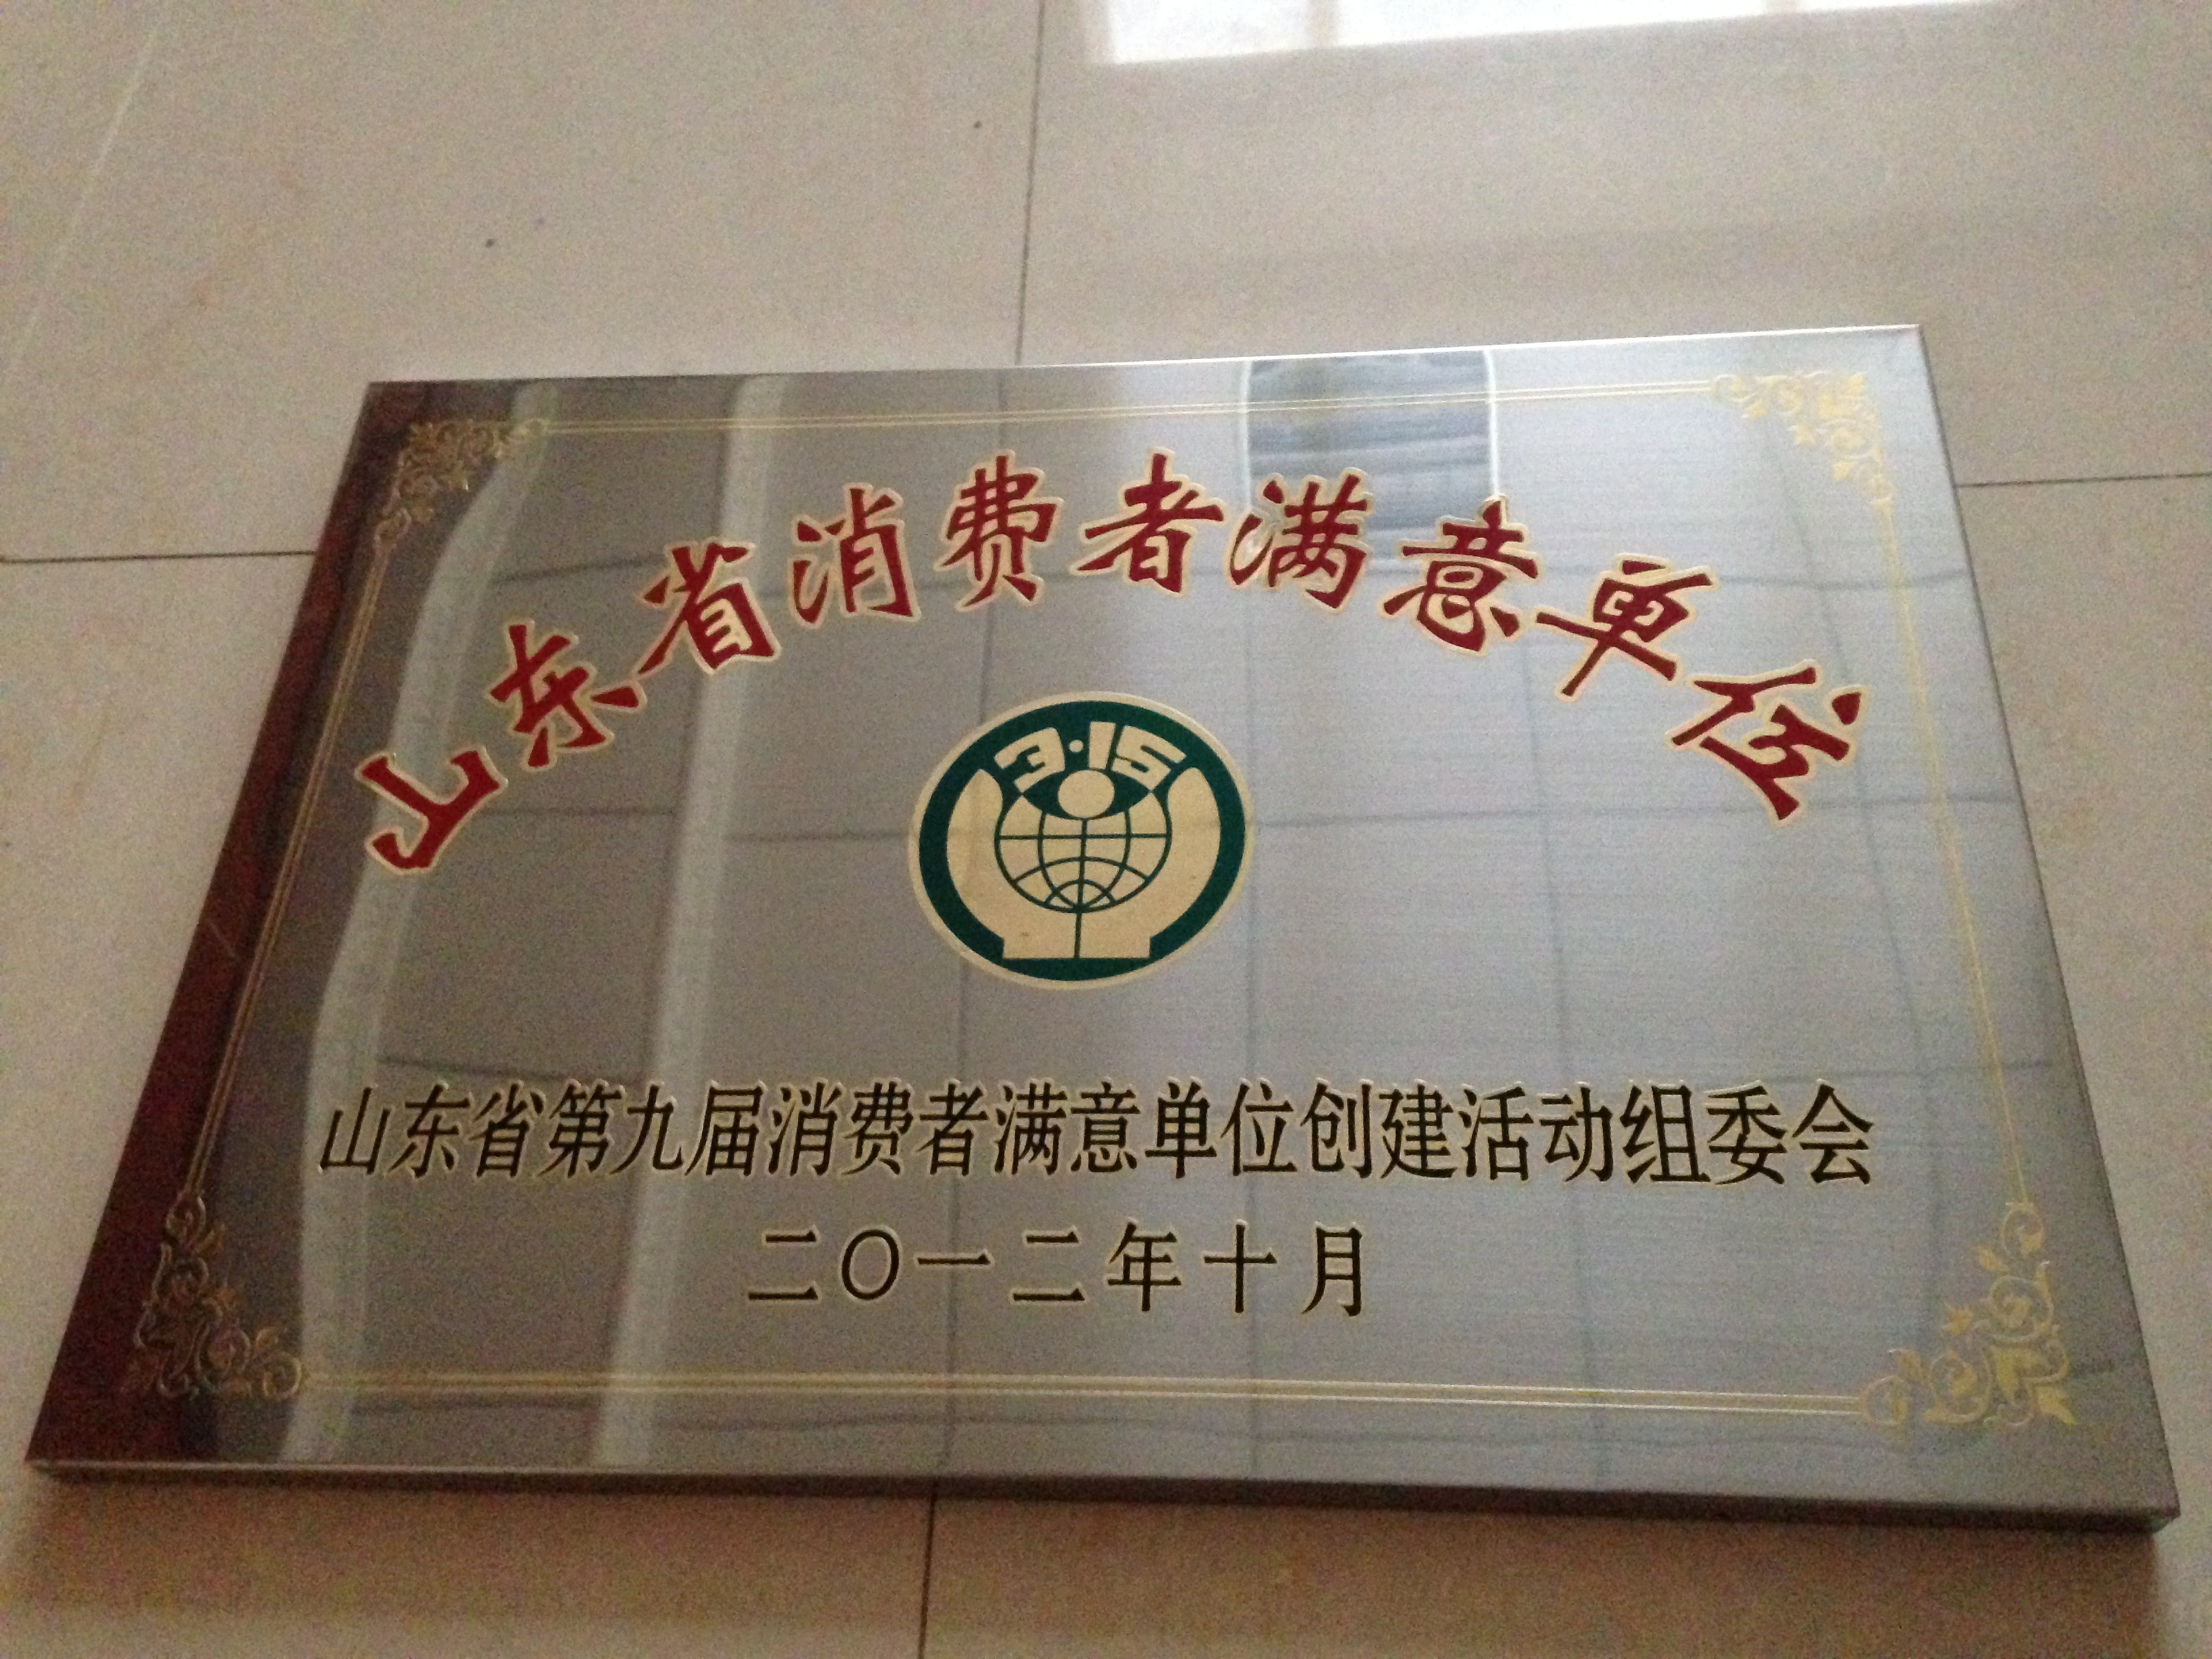 山东省消费者满意单位
3·15
山东省第九届消费者满意单位创建活动组委会
二〇一二年十月